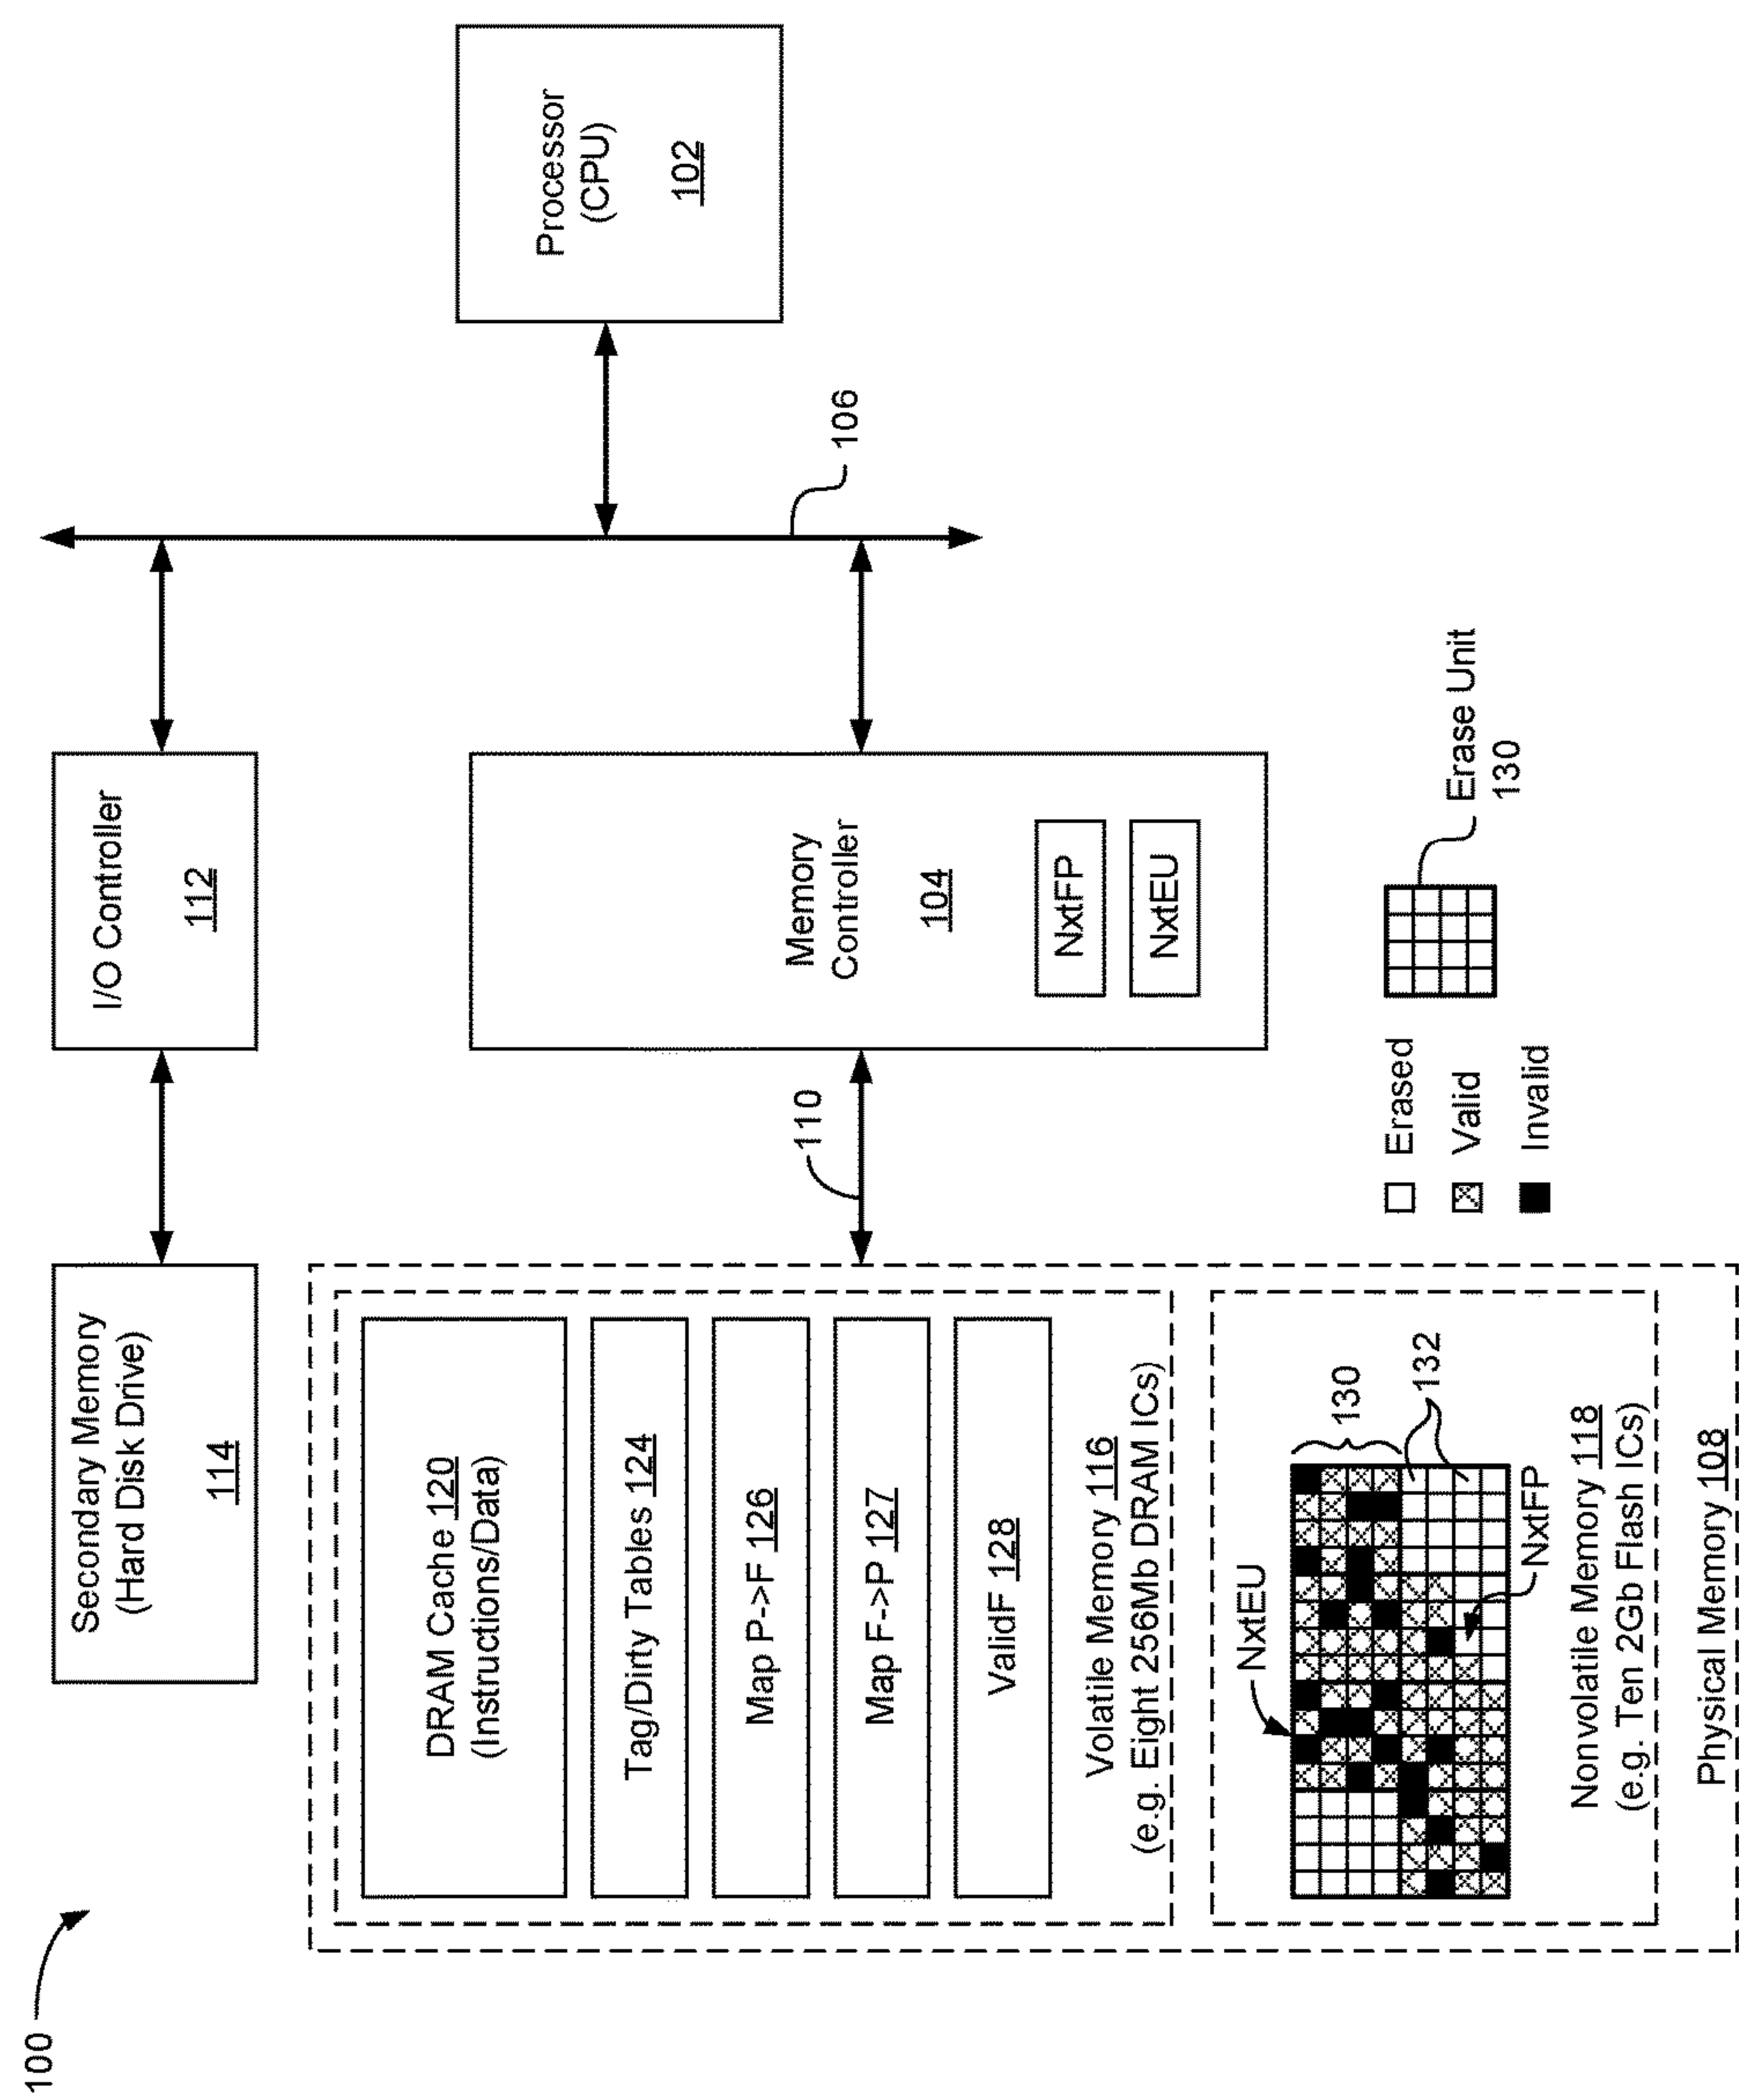 100
Secondary Memory
(Hard Disk Drive)
114
I/O Controller
112
Processor
(CPU)
102
106
110
Memory
Controller
104
NxtFP
NxtEU
DRAM Cache 120
(Instructions/Data)
Tag/Dirty Tables 124
Map P->F 126
Map F->P 127
ValidF 128
Volatile Memory 116
(e.g. Eight 256Mb DRAM ICs)
NxtEU
130
132
NxtFP
Nonvolatile Memory 118
(e.g. Ten 2Gb Flash ICs)
Physical Memory 108
Erased
Valid
Invalid
Erase Unit
130